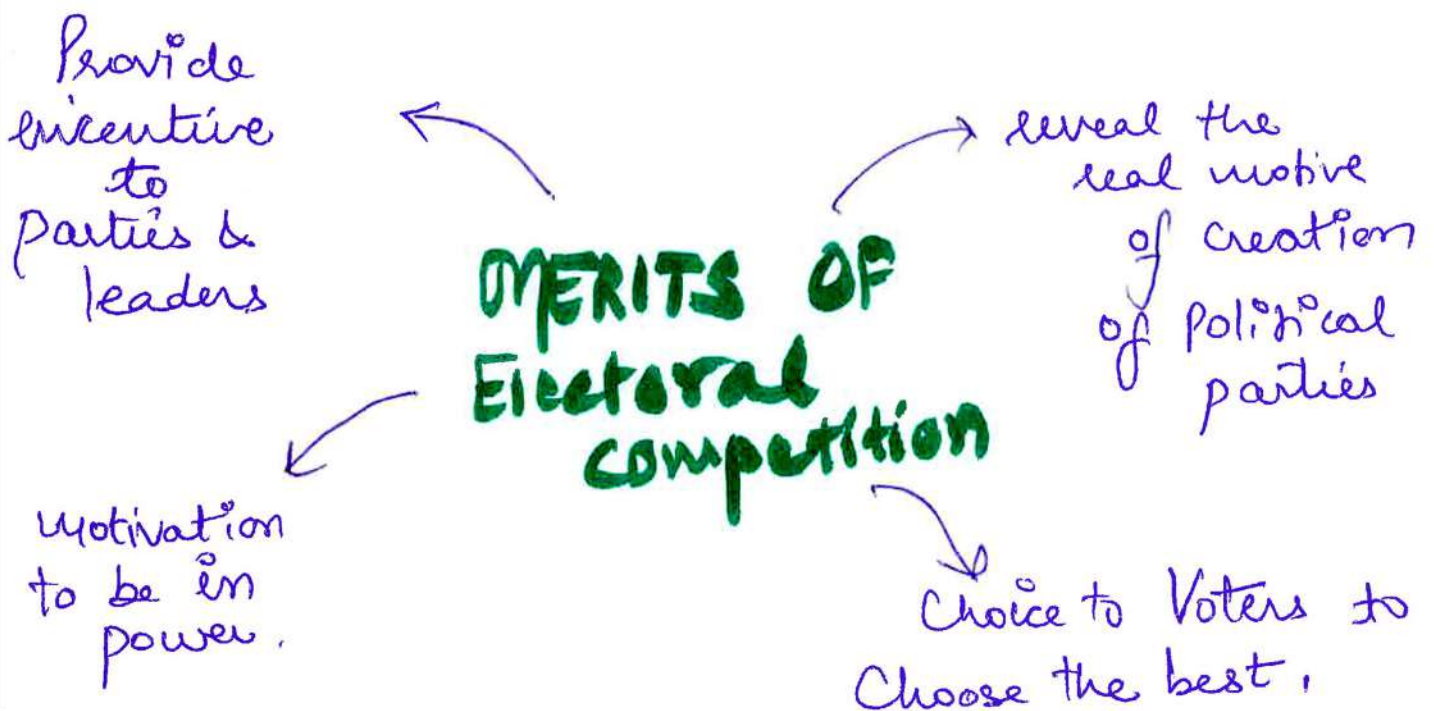 MERITS OF
Electoral
competition
Provide
incentive
to
Parties &
leaders
reveal the
real motive
of creation
of political
parties
motivation
to be in
power.
Choice to Voters to
Choose the best.